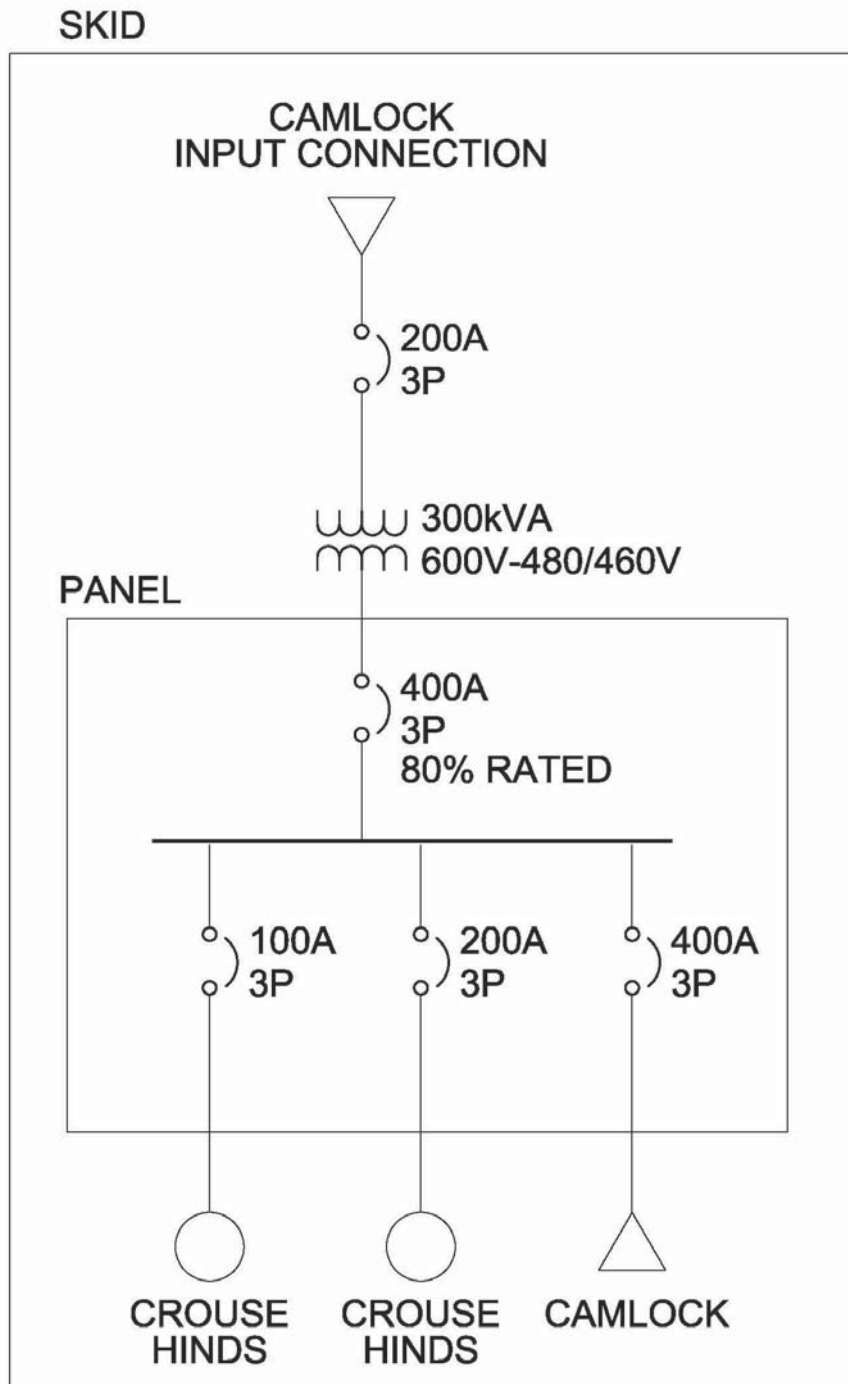 SKID
CAMLOCK
INPUT CONNECTION
200A
3P
300kVA
600V-480/460V
PANEL
400A
3P
80% RATED
100A
3P
200A
3P
400A
3P
CROUSE
HINDS
CROUSE
HINDS
CAMLOCK